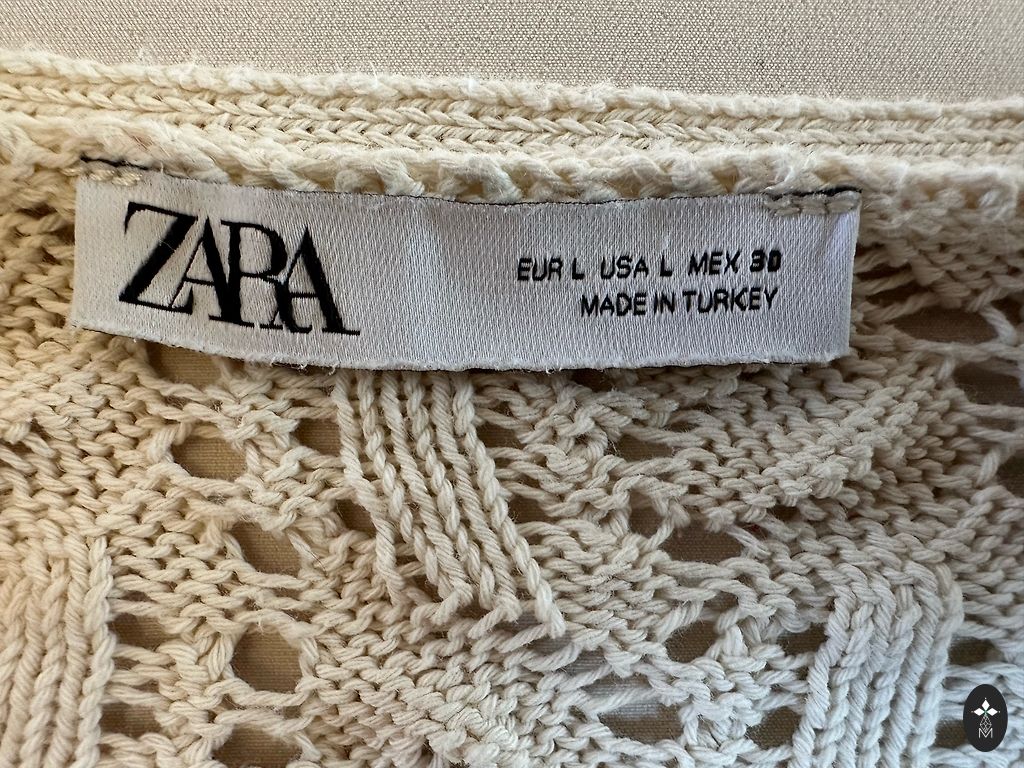 ZARA
EUR L USA L MEX 30
MADE IN TURKEY
M